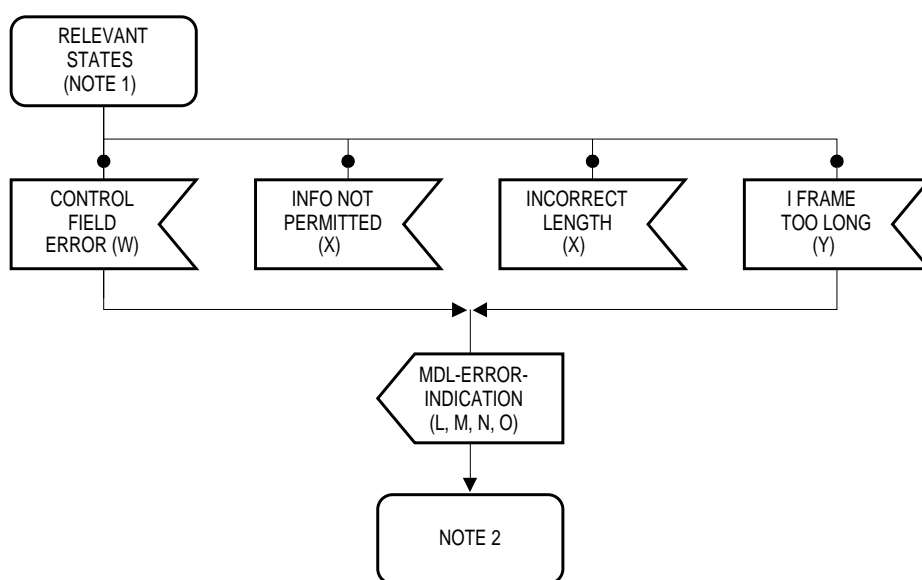 RELEVANT
STATES
(NOTE 1)
CONTROL
FIELD
ERROR (W)
INFO NOT
PERMITTED
(X)
INCORRECT
LENGTH
(X)
I FRAME
TOO LONG
(Y)
MDL-ERROR-
INDICATION
(L, M, N, O)
NOTE 2